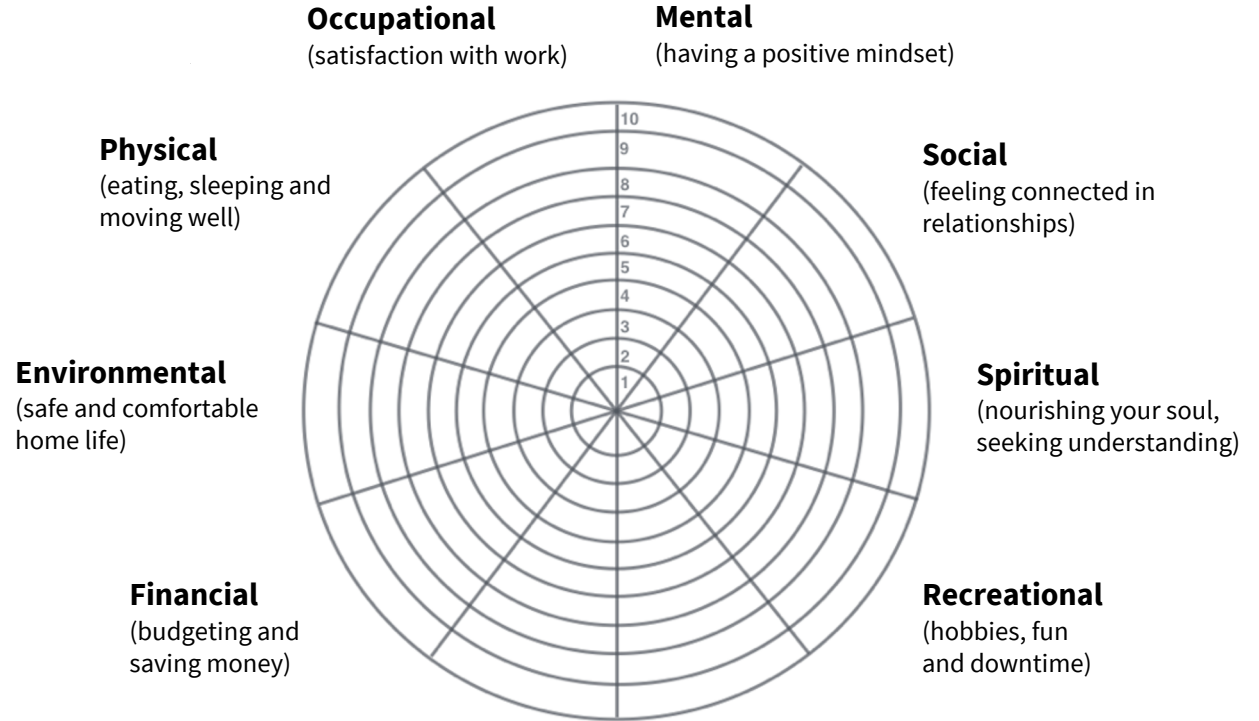 Occupational
(satisfaction with work)
Mental
(having a positive mindset)
Physical
(eating, sleeping and
moving well)
Social
(feeling connected in
relationships)
10
9
8
7
6
5
4
3
2
1
Environmental
(safe and comfortable
home life)
Spiritual
(nourishing your soul,
seeking understanding)
Financial
(budgeting and
saving money)
Recreational
(hobbies, fun
and downtime)